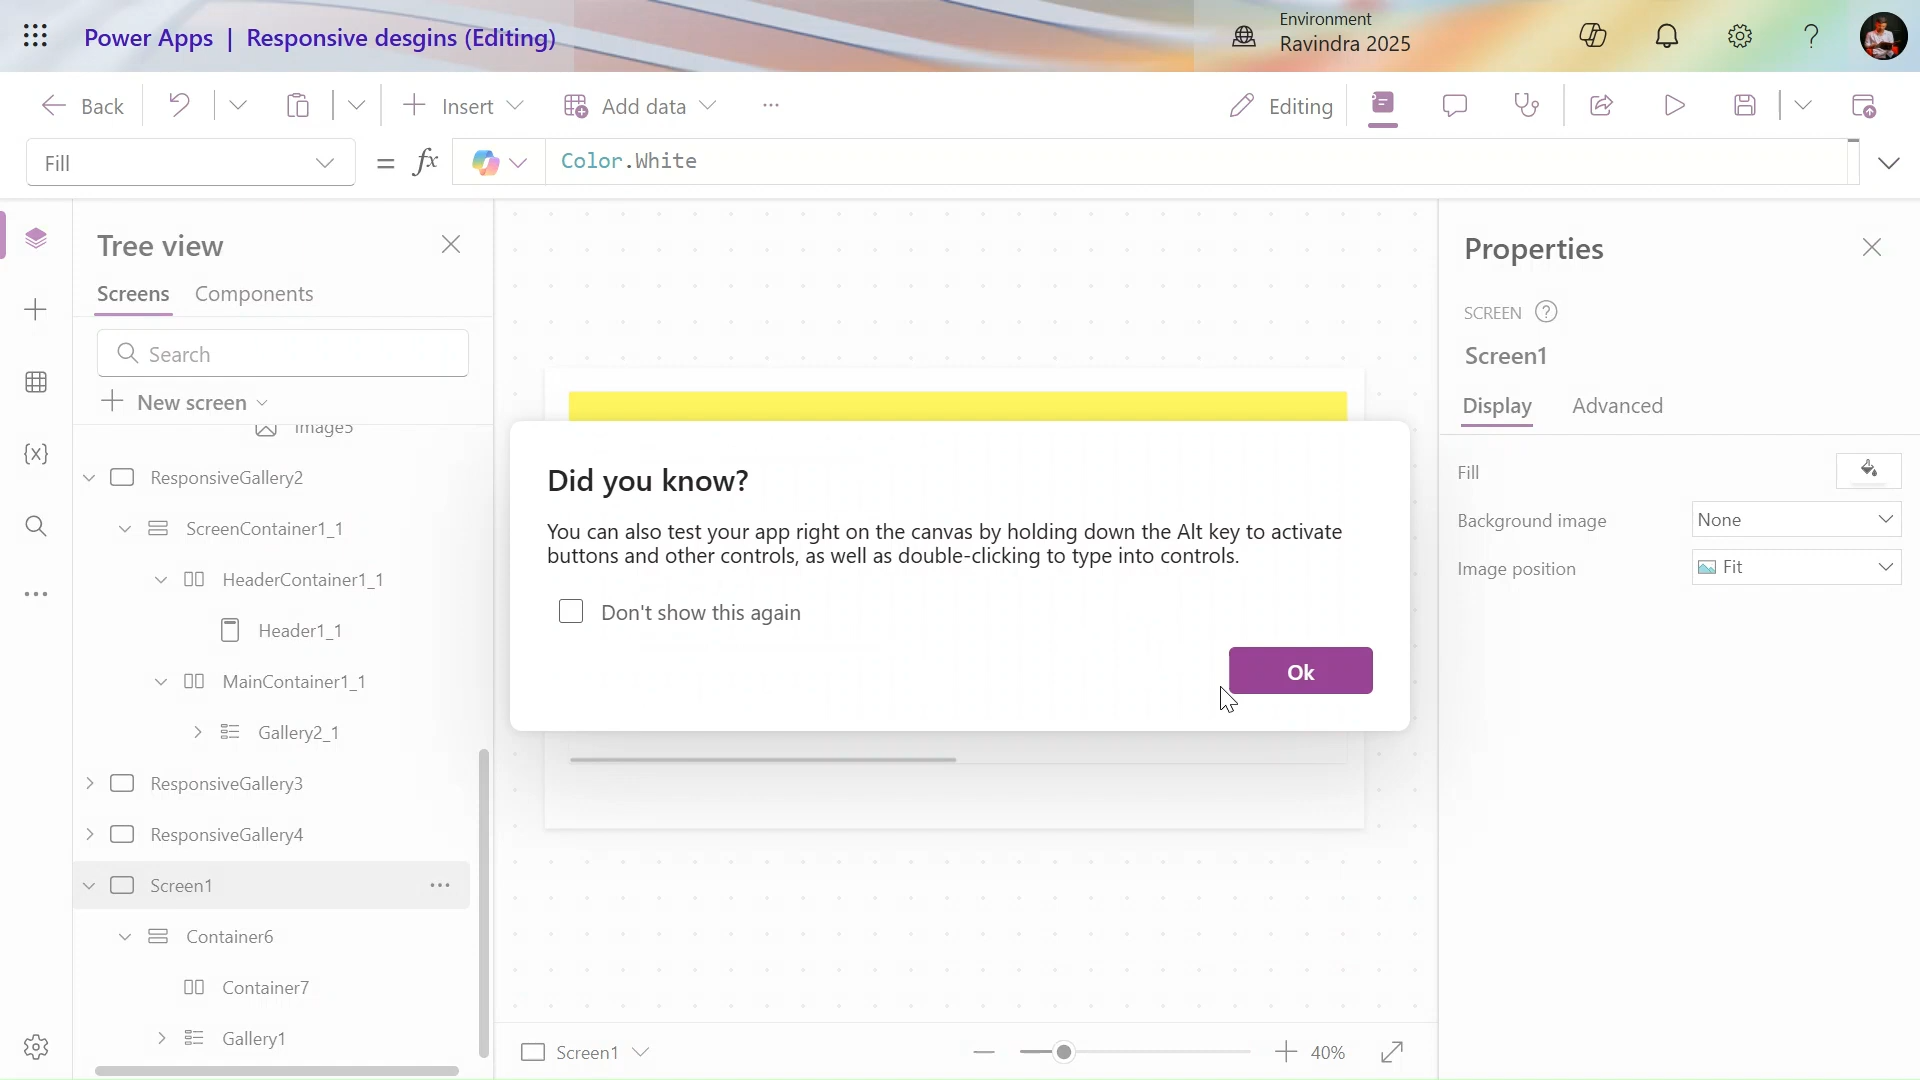 Power Apps | Responsive desgins (Editing)
Environment
Ravindra 2025
Back
Insert
Add data
Editing
Fill
= fx
Color.White
Tree view
Screens
Components
Search
New screen
Image5
ResponsiveGallery2
ScreenContainer1_1
HeaderContainer1_1
Header1_1
MainContainer1_1
Gallery2_1
ResponsiveGallery3
ResponsiveGallery4
Screen1
Container6
Container7
Gallery1
Did you know?
You can also test your app right on the canvas by holding down the Alt key to activate
buttons and other controls, as well as double-clicking to type into controls.
Don't show this again
Ok
Screen1
40%
Properties
SCREEN
Screen1
Display
Advanced
Fill
Background image
None
Image position
Fit